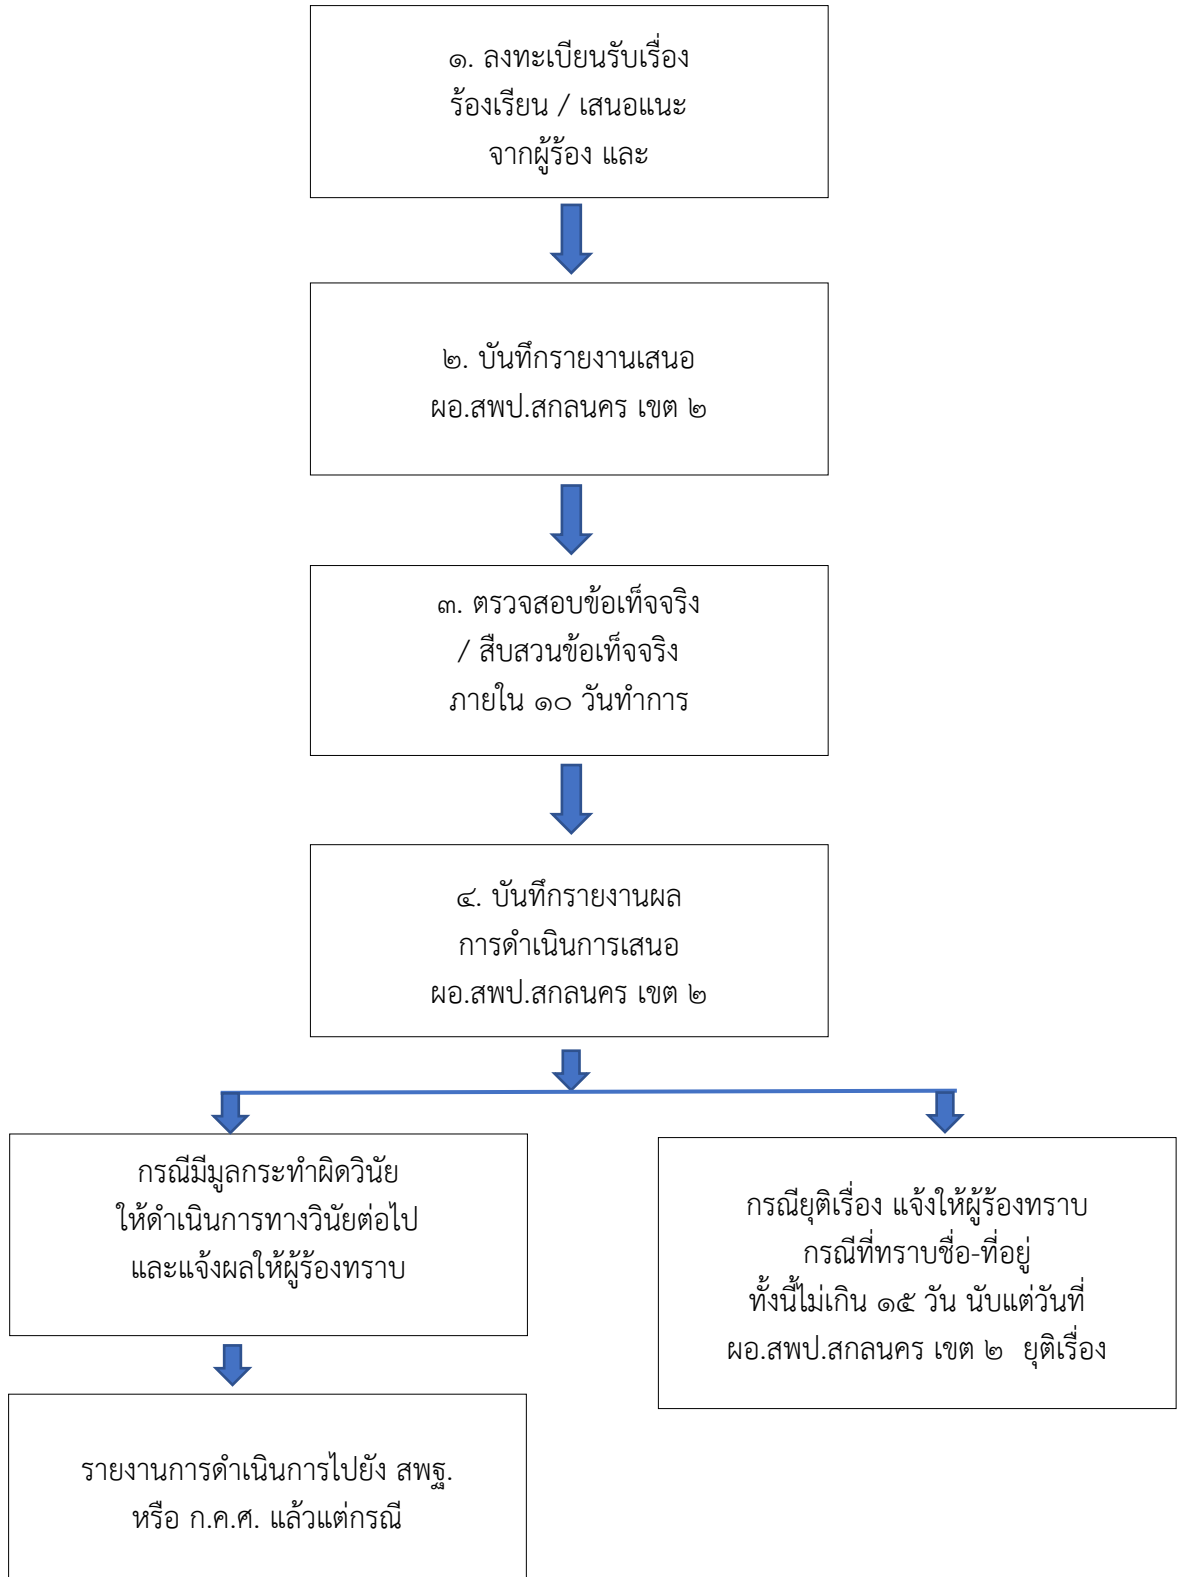 ๑. ลงทะเบียนรับเรื่อง
ร้องเรียน / เสนอแนะ
จากผู้ร้อง และ
๒. บันทึกรายงานเสนอ
ผอ.สพป.สกลนคร เขต ๒
๓. ตรวจสอบข้อเท็จจริง
/ สืบสวนข้อเท็จจริง
ภายใน ๑๐ วันทำการ
๔. บันทึกรายงานผล
การดำเนินการเสนอ
ผอ.สพป.สกลนคร เขต ๒
กรณีมีมูลกระทำผิดวินัย
ให้ดำเนินการทางวินัยต่อไป
และแจ้งผลให้ผู้ร้องทราบ
กรณียุติเรื่อง แจ้งให้ผู้ร้องทราบ
กรณีที่ทราบชื่อ-ที่อยู่
ทั้งนี้ไม่เกิน ๑๕ วัน นับแต่วันที่
ผอ.สพป.สกลนคร เขต ๒ ยุติเรื่อง
รายงานการดำเนินการไปยัง สพฐ.
หรือ ก.ค.ศ. แล้วแต่กรณี